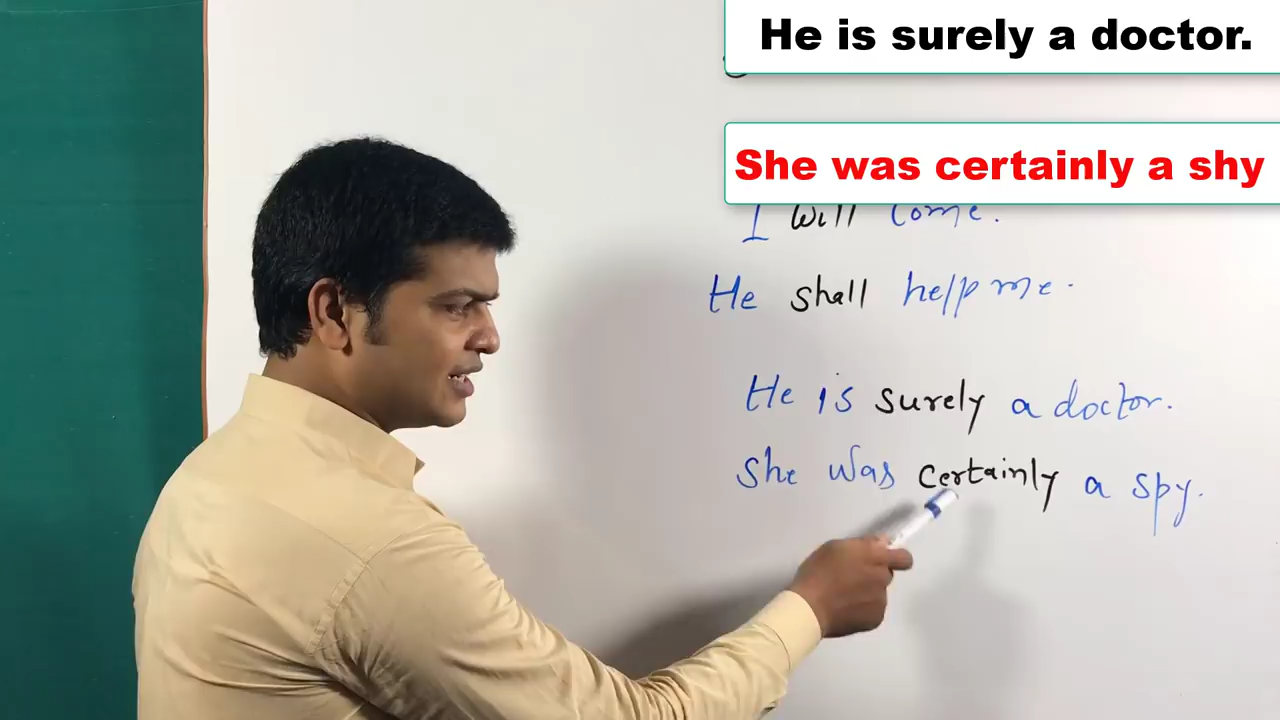 He is surely a doctor.
She was certainly a shy
I will come.
He shall help me.
He is surely a doctor.
She was certainly a spy.